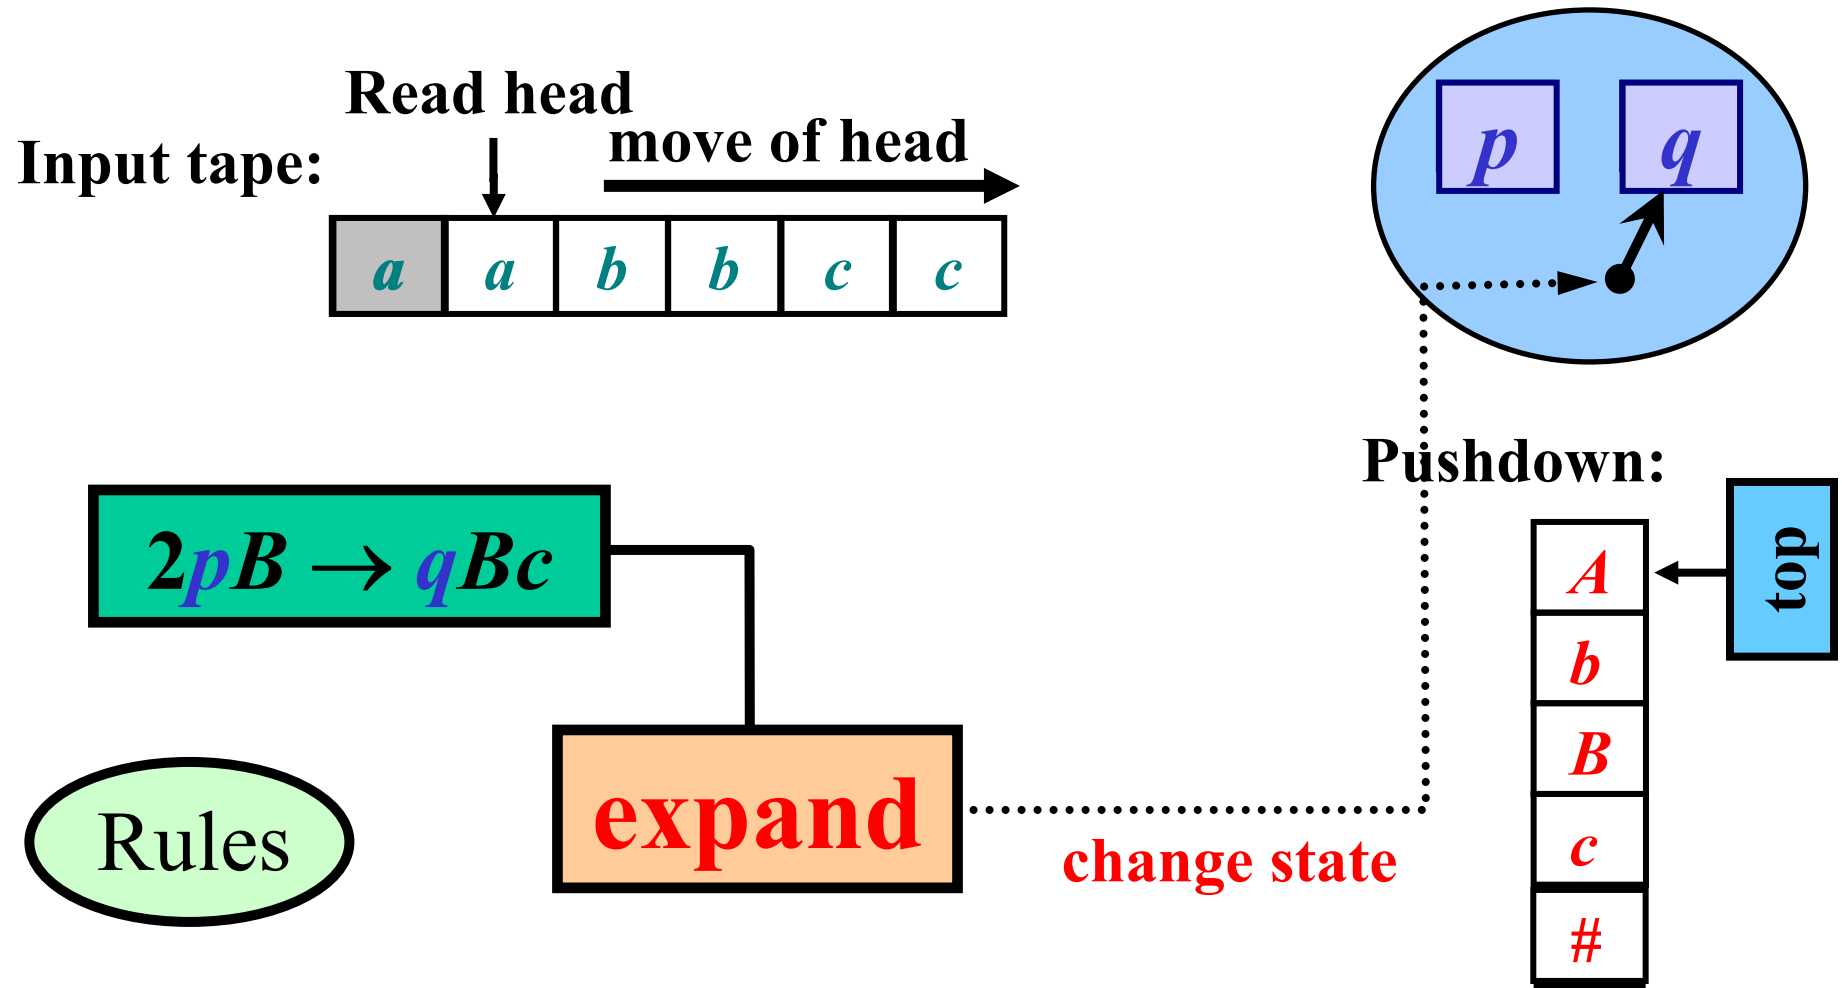 Read head
move of head
Input tape:
a a b b c c
p q
Pushdown:
2pB → qBc
top
A
b
B
c
#
expand
change state
Rules